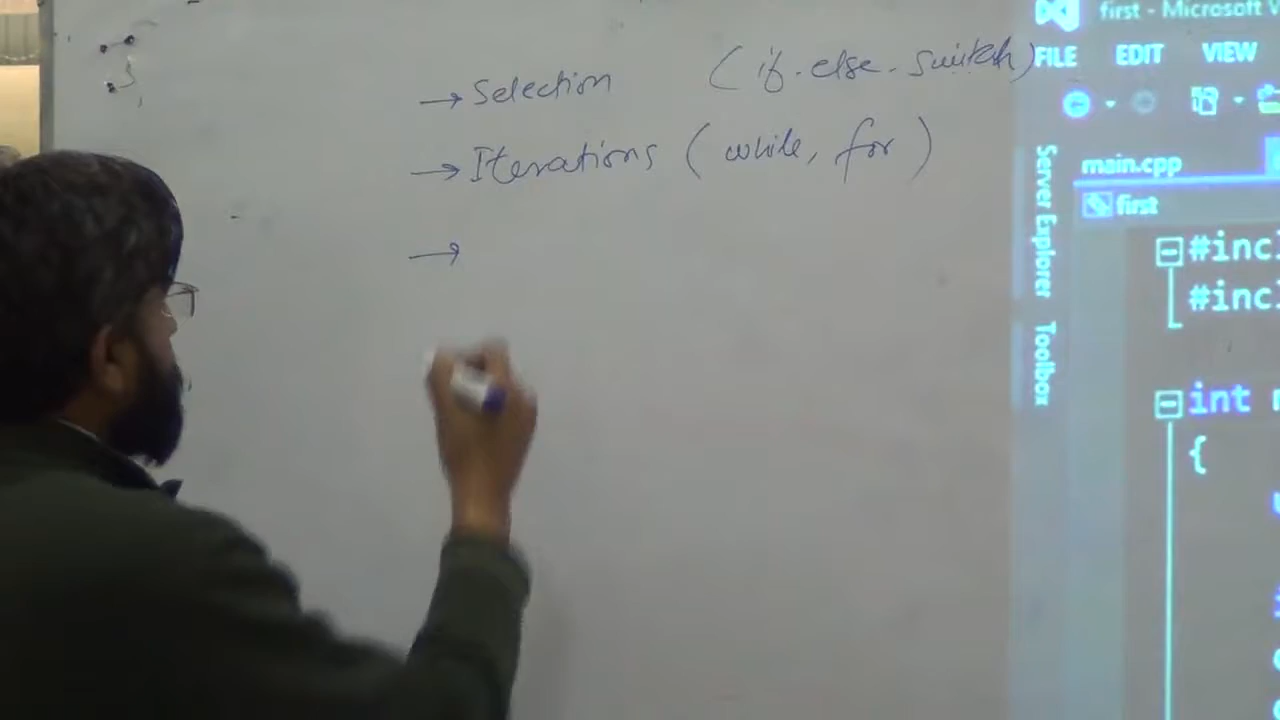 → Selection (if-else-switch)
→ Iterations (while, for)
→
first - Microsoft V
FILE EDIT VIEW
Server Explorer
Toolbox
main.cpp
first
#incl
#incl
int
{